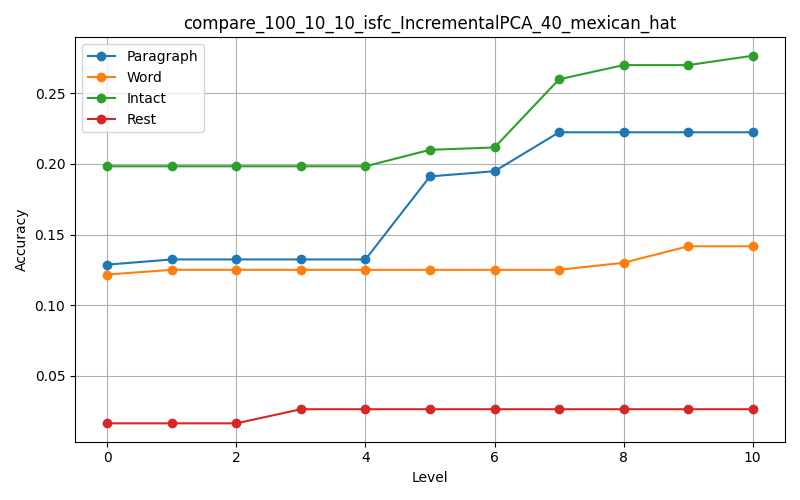 compare_100_10_10_isfc_IncrementalPCA_40_mexican_hat
Paragraph
Word
Intact
Rest
Accuracy
0.25
0.20
0.15
0.10
0.05
0 2 4 6 8 10
Level